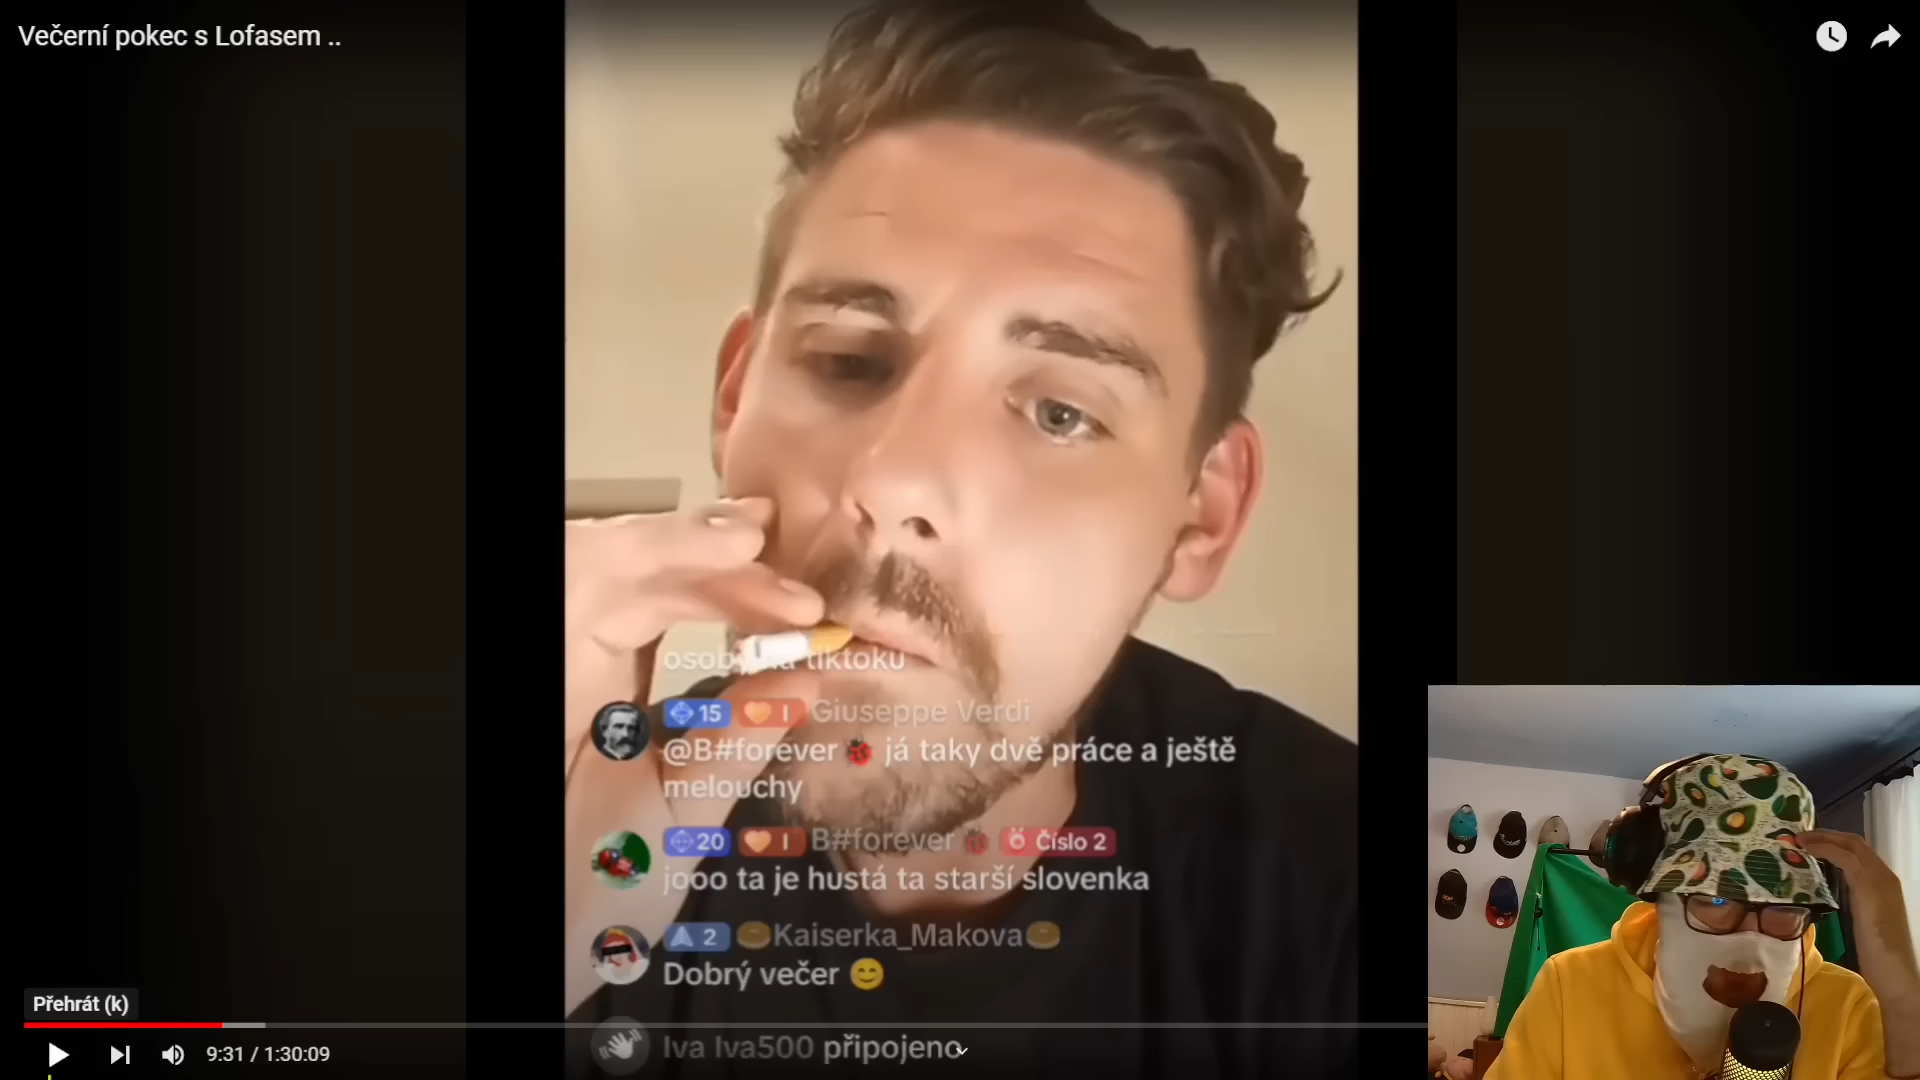 Večerní pokec s Lofasem ..
osoby na tiktoku
15 I Giuseppe Verdi
@B#forever 🐞 já taky dvě práce a ještě
melouchy
20 I B#forever 🐞 Číslo 2
jooo ta je hustá ta starší slovenka
2 Kaiserka_Makova
Dobrý večer 😊
Přehrát (k)
Iva Iva500 připojeno
9:31 / 1:30:09